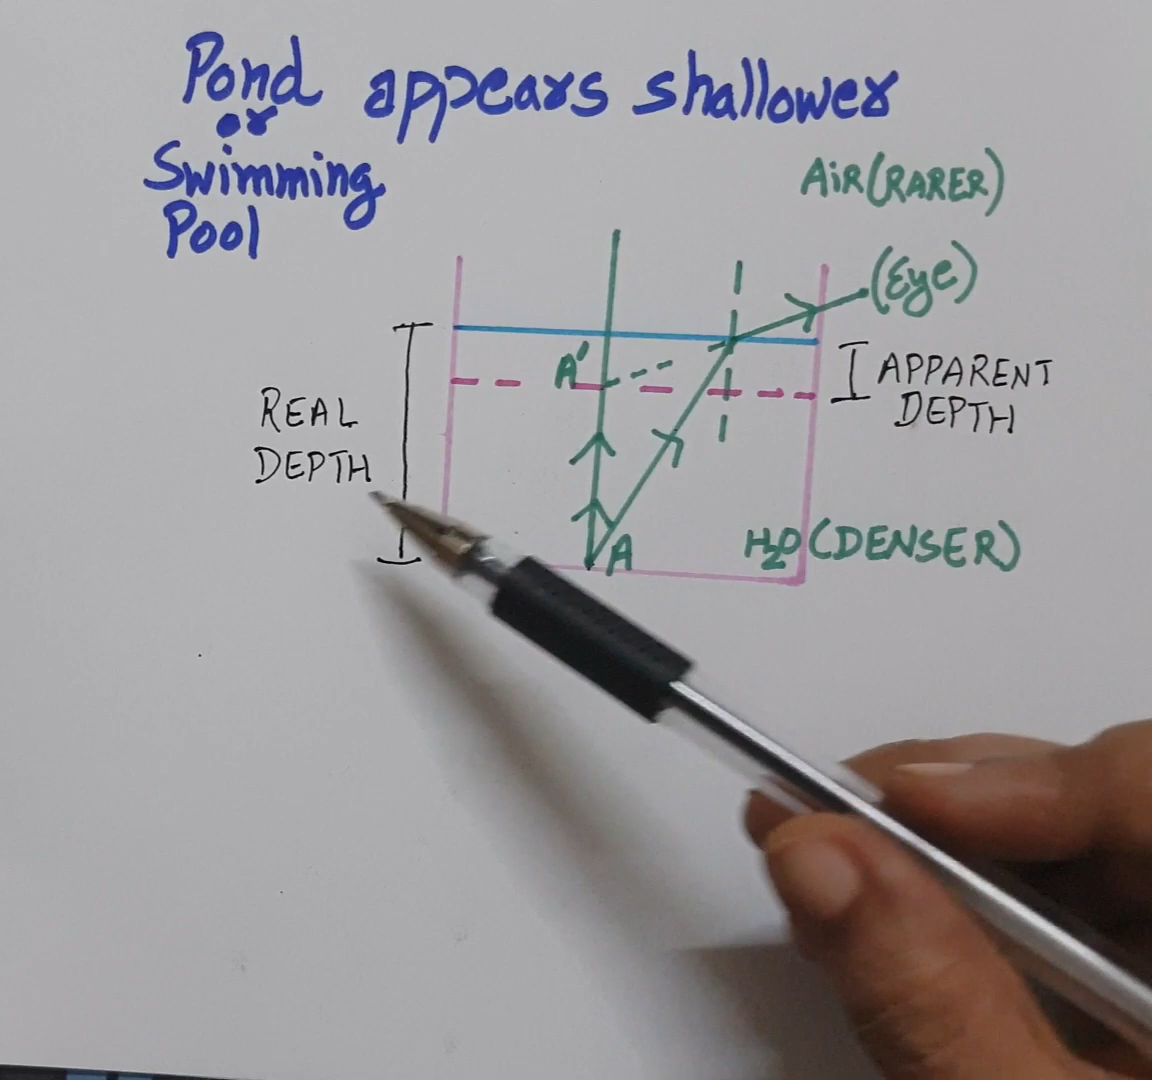 Pond appears shallower
or
Swimming
Pool
AiR (RARER)
(Eye)
A'
APPARENT
DEPTH
REAL
DEPTH
A
H2O (DENSER)